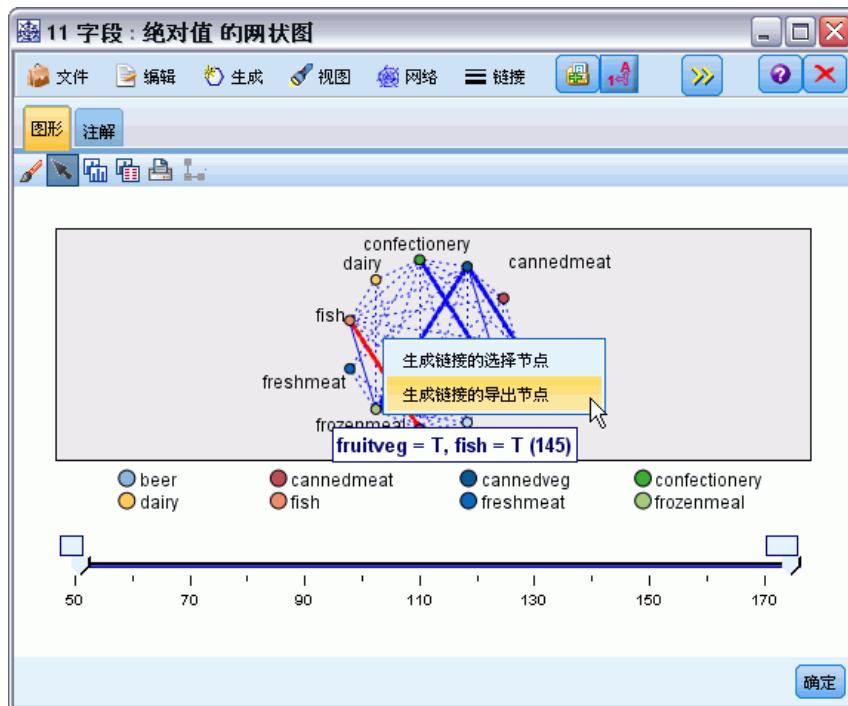 11 字段 : 绝对值 的网状图
文件 编辑 生成 视图 网络 链接
图形 注解
confectionery
dairy cannedmeat
fish
生成链接的选择节点
freshmeat
生成链接的导出节点
frozenmeal
fruitveg = T, fish = T (145)
beer cannedmeat cannedveg confectionery
dairy fish freshmeat frozenmeal
50 70 90 110 130 150 170
确定